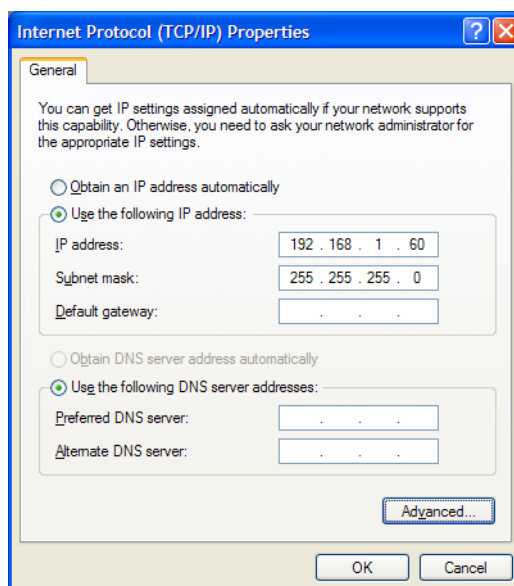 Internet Protocol (TCP/IP) Properties
General
You can get IP settings assigned automatically if your network supports
this capability. Otherwise, you need to ask your network administrator for
the appropriate IP settings.
Obtain an IP address automatically
Use the following IP address:
IP address: 192 . 168 . 1 . 60
Subnet mask: 255 . 255 . 255 . 0
Default gateway: . . .
Obtain DNS server address automatically
Use the following DNS server addresses:
Preferred DNS server: . . .
Alternate DNS server: . . .
Advanced...
OK Cancel